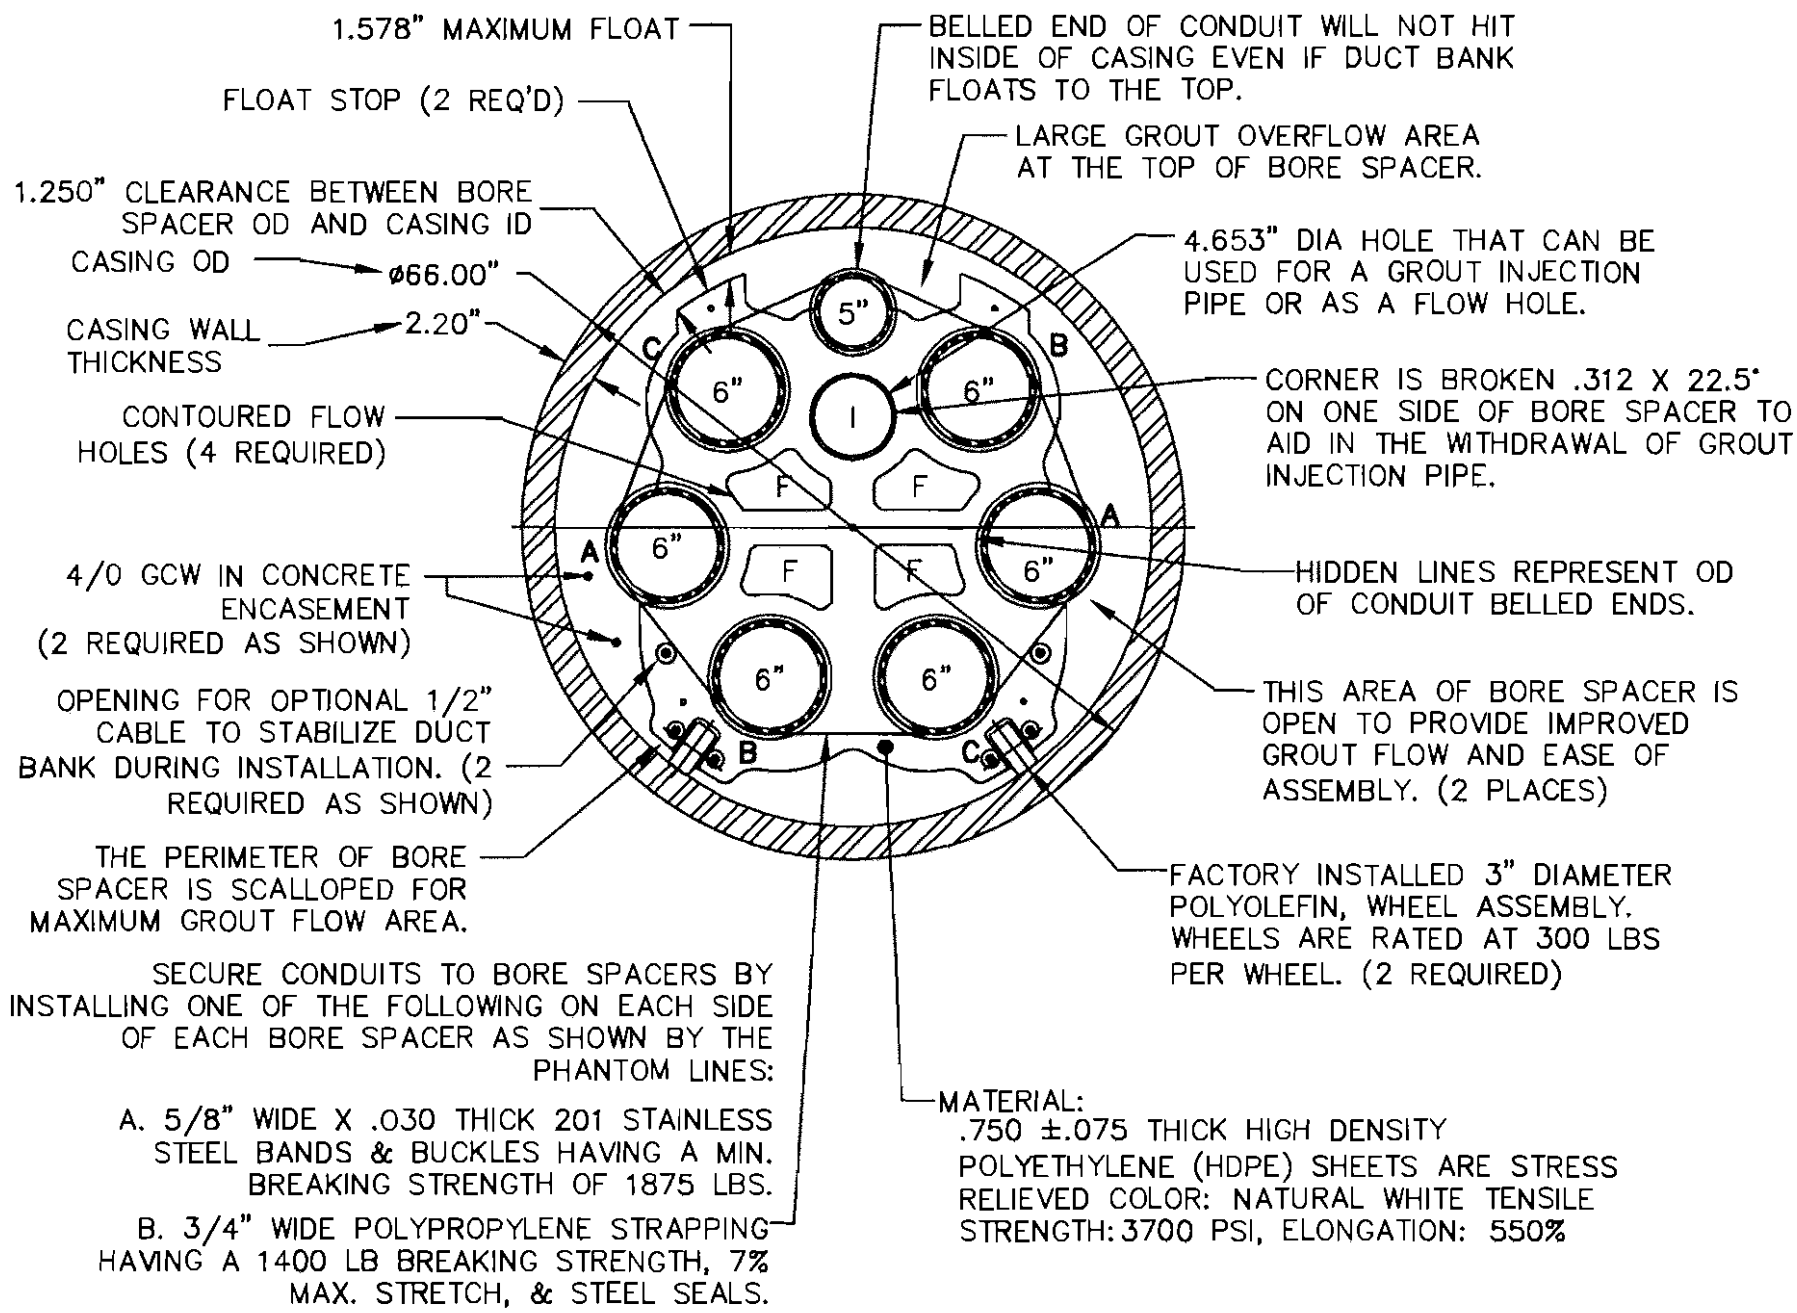 1.578" MAXIMUM FLOAT
FLOAT STOP (2 REQ'D)
1.250" CLEARANCE BETWEEN BORE
SPACER OD AND CASING ID
CASING OD
ø66.00"
CASING WALL
THICKNESS
2.20"
CONTOURED FLOW
HOLES (4 REQUIRED)
4/0 GCW IN CONCRETE
ENCASEMENT
(2 REQUIRED AS SHOWN)
OPENING FOR OPTIONAL 1/2"
CABLE TO STABILIZE DUCT
BANK DURING INSTALLATION. (2
REQUIRED AS SHOWN)
THE PERIMETER OF BORE
SPACER IS SCALLOPED FOR
MAXIMUM GROUT FLOW AREA.
SECURE CONDUITS TO BORE SPACERS BY
INSTALLING ONE OF THE FOLLOWING ON EACH SIDE
OF EACH BORE SPACER AS SHOWN BY THE
PHANTOM LINES:
A. 5/8" WIDE X .030 THICK 201 STAINLESS
STEEL BANDS & BUCKLES HAVING A MIN.
BREAKING STRENGTH OF 1875 LBS.
B. 3/4" WIDE POLYPROPYLENE STRAPPING
HAVING A 1400 LB BREAKING STRENGTH, 7%
MAX. STRETCH, & STEEL SEALS.
5"
C
B
6"
I
6"
F
F
A
A
6"
6"
F
F
6"
6"
B
C
BELLED END OF CONDUIT WILL NOT HIT
INSIDE OF CASING EVEN IF DUCT BANK
FLOATS TO THE TOP.
LARGE GROUT OVERFLOW AREA
AT THE TOP OF BORE SPACER.
4.653" DIA HOLE THAT CAN BE
USED FOR A GROUT INJECTION
PIPE OR AS A FLOW HOLE.
CORNER IS BROKEN .312 X 22.5°
ON ONE SIDE OF BORE SPACER TO
AID IN THE WITHDRAWAL OF GROUT
INJECTION PIPE.
HIDDEN LINES REPRESENT OD
OF CONDUIT BELLED ENDS.
THIS AREA OF BORE SPACER IS
OPEN TO PROVIDE IMPROVED
GROUT FLOW AND EASE OF
ASSEMBLY. (2 PLACES)
FACTORY INSTALLED 3" DIAMETER
POLYOLEFIN, WHEEL ASSEMBLY.
WHEELS ARE RATED AT 300 LBS
PER WHEEL. (2 REQUIRED)
MATERIAL:
.750 ±.075 THICK HIGH DENSITY
POLYETHYLENE (HDPE) SHEETS ARE STRESS
RELIEVED COLOR: NATURAL WHITE TENSILE
STRENGTH: 3700 PSI, ELONGATION: 550%